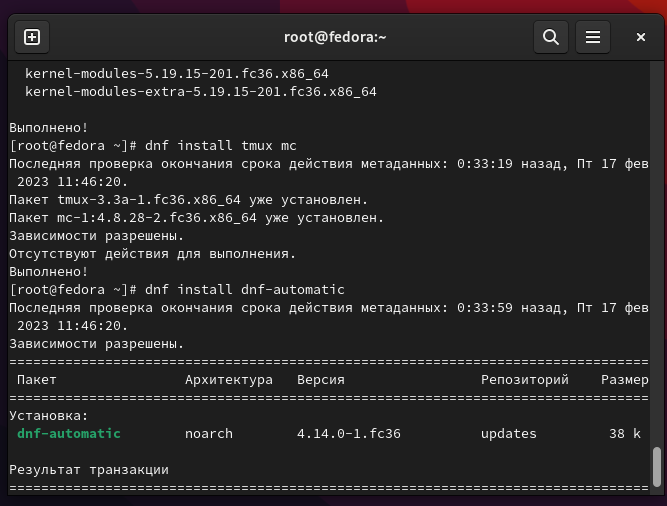 root@fedora:~
kernel-modules-5.19.15-201.fc36.x86_64
kernel-modules-extra-5.19.15-201.fc36.x86_64
Выполнено!
[root@fedora ~]# dnf install tmux mc
Последняя проверка окончания срока действия метаданных: 0:33:19 назад, Пт 17 фев
 2023 11:46:20.
Пакет tmux-3.3a-1.fc36.x86_64 уже установлен.
Пакет mc-1:4.8.28-2.fc36.x86_64 уже установлен.
Зависимости разрешены.
Отсутствуют действия для выполнения.
Выполнено!
[root@fedora ~]# dnf install dnf-automatic
Последняя проверка окончания срока действия метаданных: 0:33:59 назад, Пт 17 фев
 2023 11:46:20.
Зависимости разрешены.
================================================================================
 Пакет                Архитектура   Версия                 Репозиторий    Размер
================================================================================
Установка:
 dnf-automatic        noarch        4.14.0-1.fc36          updates         38 k
Результат транзакции
================================================================================